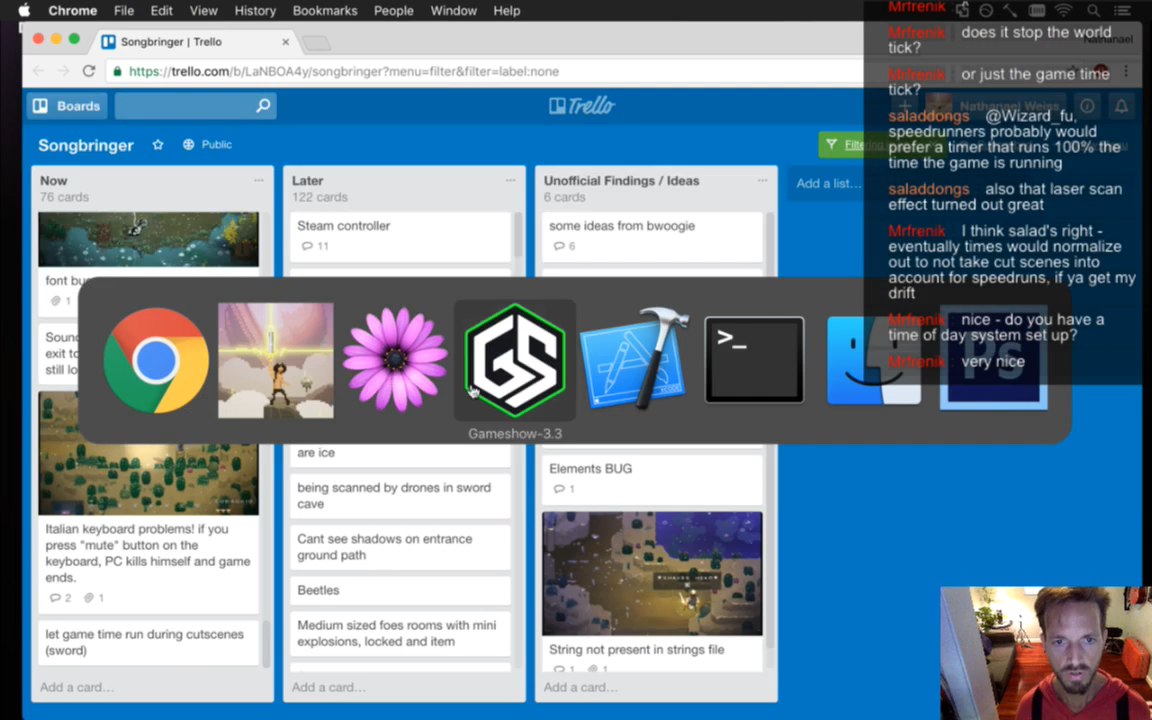 Chrome File Edit View History Bookmarks People Window Help
Songbringer | Trello
https://trello.com/b/LaNBOA4y/songbringer?menu=filter&filter=label:none
Boards
Trello
Nathanael Weiss
Songbringer
Public
Now
76 cards
1
Italian keyboard problems! if you
press "mute" button on the
keyboard, PC kills himself and game
ends.
2 1
let game time run during cutscenes
(sword)
Add a card…
Later
122 cards
Steam controller
11
are ice
being scanned by drones in sword
cave
Cant see shadows on entrance
ground path
Beetles
Medium sized foes rooms with mini
explosions, locked and item
Add a card…
Unofficial Findings / Ideas
6 cards
some ideas from bwoogie
6
Elements BUG
1
String not present in strings file
1 1
Add a card…
Add a list…
GS
>_
Ps
Gameshow-3.3
Mrfrenik
Mrfrenik does it stop the world
tick?
Mrfrenik or just the game time
tick?
saladdongs @Wizard_fu,
speedrunners probably would
prefer a timer that runs 100% the
time the game is running
saladdongs also that laser scan
effect turned out great
Mrfrenik I think salad's right -
eventually times would normalize
out to not take cut scenes into
account for speedruns, if ya get my
drift
Mrfrenik nice - do you have a
time of day system set up?
Mrfrenik very nice